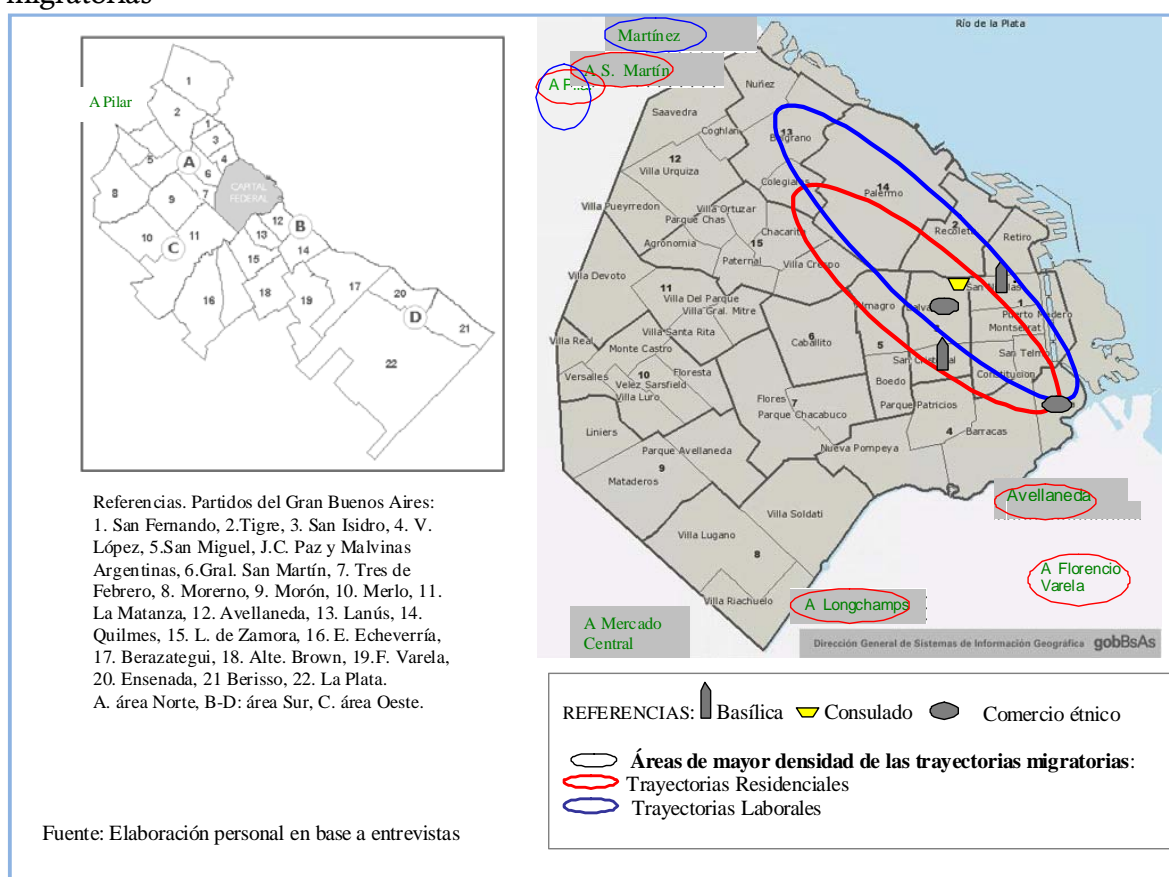 migratorias
A Pilar
1
2
1
3
5
A
4
6
CAPITAL
FEDERAL
8
9
7
12
B
10
C
11
13
14
15
16
18
19
17
20
D
21
22
Referencias. Partidos del Gran Buenos Aires:
1. San Fernando, 2.Tigre, 3. San Isidro, 4. V.
López, 5.San Miguel, J.C. Paz y Malvinas
Argentinas, 6.Gral. San Martín, 7. Tres de
Febrero, 8. Morerno, 9. Morón, 10. Merlo, 11.
La Matanza, 12. Avellaneda, 13. Lanús, 14.
Quilmes, 15. L. de Zamora, 16. E. Echeverría,
17. Berazategui, 18. Alte. Brown, 19.F. Varela,
20. Ensenada, 21 Berisso, 22. La Plata.
A. área Norte, B-D: área Sur, C. área Oeste.
Fuente: Elaboración personal en base a entrevistas
Río de la Plata
Martínez
A S. Martín
Nuñez
Saavedra
Coghlan
13
Belgrano
12
Villa Urquiza
Colegiales
14
Palermo
Villa Pueyrredon
Villa Ortuzar
Parque Chas
Chacarita
2
Recoleta
Retiro
Agronomia
15
Paternal
Villa Crespo
Villa Devoto
San Nicolas
11
Villa Del Parque
Villa Gral. Mitre
Almagro
1
Puerto Madero
Villa Santa Rita
Montserrat
Villa Real
Monte Castro
6
Caballito
5
San Cristobal
San Telmo
Versalles
10
Floresta
Velez Sarsfield
Villa Luro
Boedo
Constitucion
Flores
7
Parque Chacabuco
Parque Patricios
Liniers
4
Barracas
Parque Avellaneda
Nueva Pompeya
9
Mataderos
Avellaneda
Villa Soldati
Villa Lugano
8
A Florencio
Varela
Villa Riachuelo
A Longchamps
A Mercado
Central
Dirección General de Sistemas de Información Geográfica gobBsAs
REFERENCIAS: Basílica Consulado Comercio étnico
Áreas de mayor densidad de las trayectorias migratorias:
Trayectorias Residenciales
Trayectorias Laborales